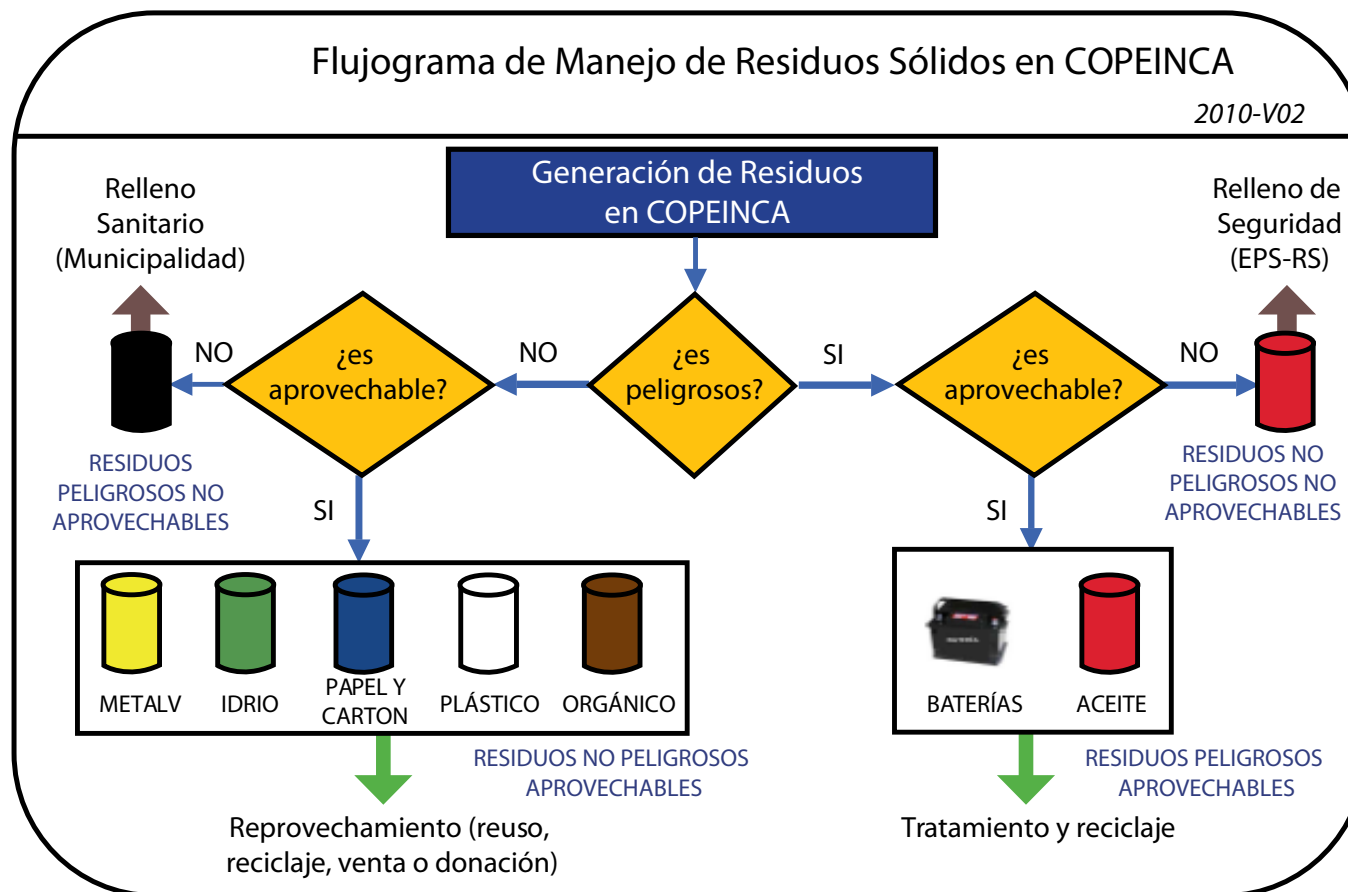 Flujograma de Manejo de Residuos Sólidos en COPEINCA
2010-V02
Generación de Residuos
en COPEINCA
Relleno
Sanitario
(Municipalidad)
Relleno de
Seguridad
(EPS-RS)
NO
¿es
aprovechable?
NO
¿es
peligrosos?
SI
¿es
aprovechable?
NO
RESIDUOS
PELIGROSOS NO
APROVECHABLES
SI
SI
RESIDUOS NO
PELIGROSOS NO
APROVECHABLES
METALV
IDRIO
PAPEL Y
CARTON
PLÁSTICO
ORGÁNICO
BATERÍAS
ACEITE
RESIDUOS NO PELIGROSOS
APROVECHABLES
RESIDUOS PELIGROSOS
APROVECHABLES
Reprovechamiento (reuso,
reciclaje, venta o donación)
Tratamiento y reciclaje